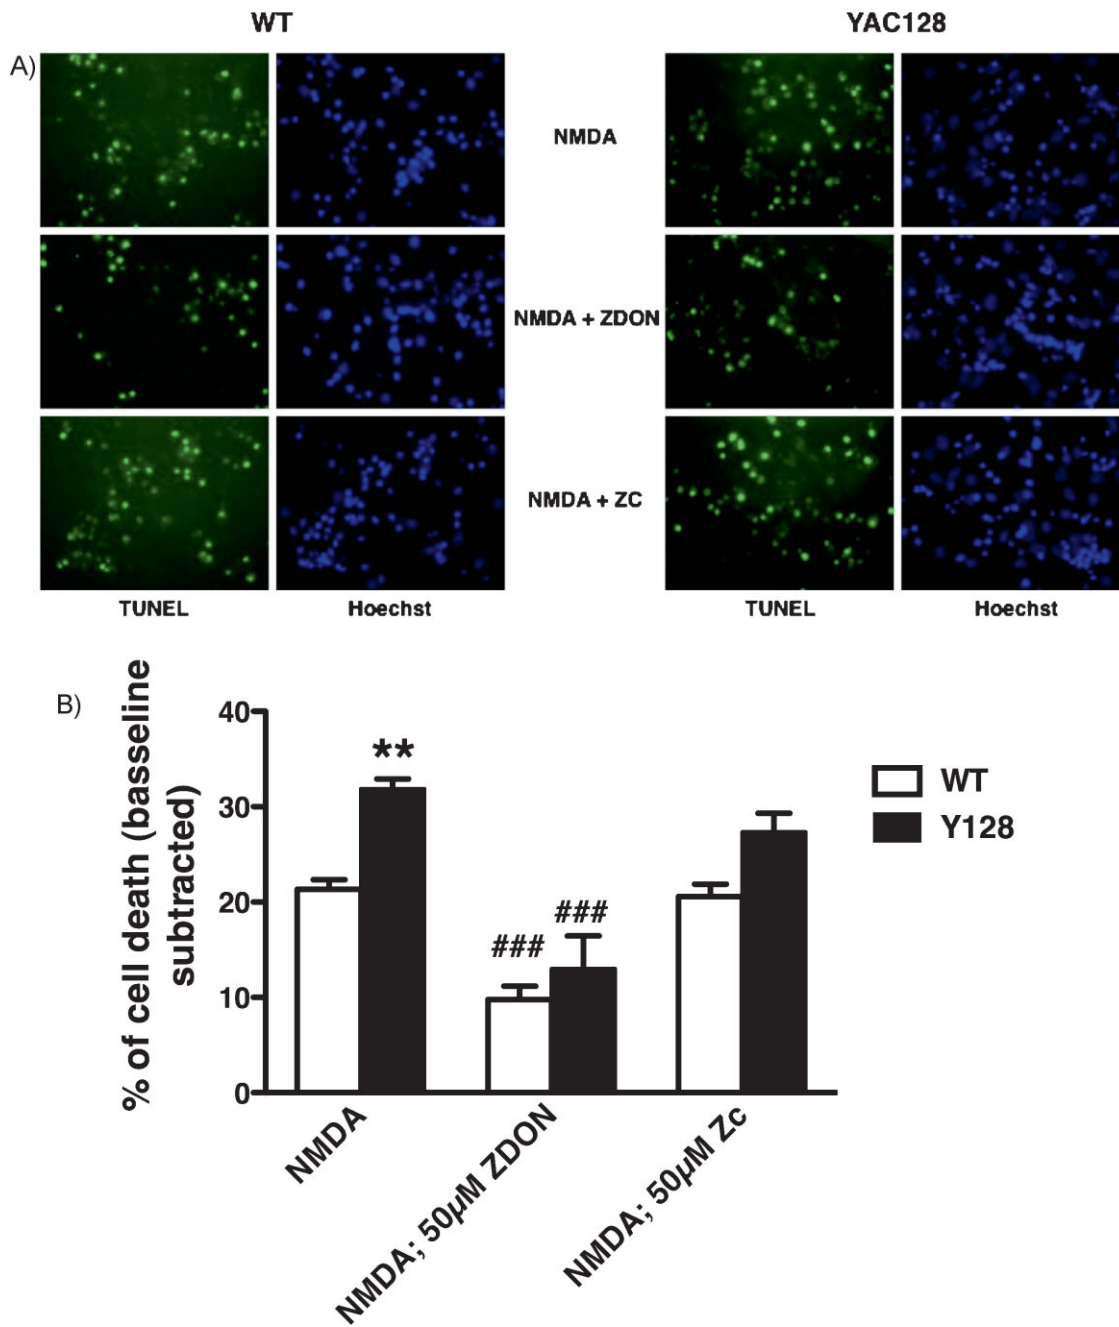 WT YAC128
A)
NMDA
NMDA + ZDON
NMDA + ZC
TUNEL Hoechst TUNEL Hoechst
B)
% of cell death (basseline
subtracted)
40
30
20
10
0
**
###
###
WT
Y128
NMDA
NMDA; 50µM ZDON
NMDA; 50µM Zc